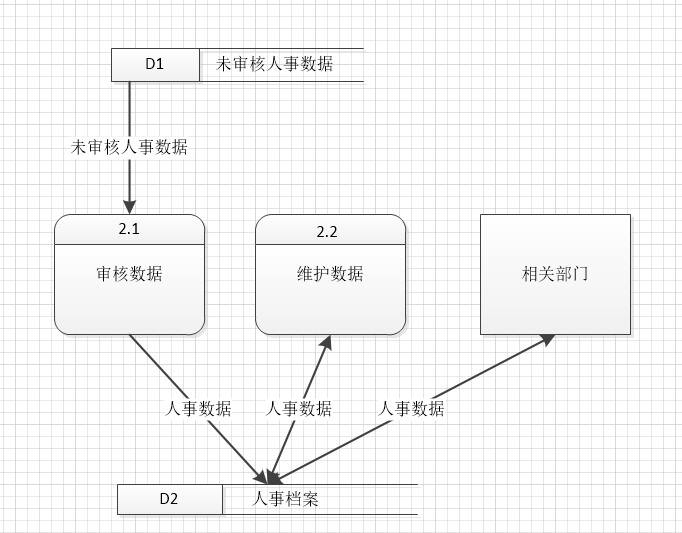 D1
未审核人事数据
未审核人事数据
2.1
审核数据
2.2
维护数据
相关部门
人事数据
人事数据
人事数据
D2
人事档案